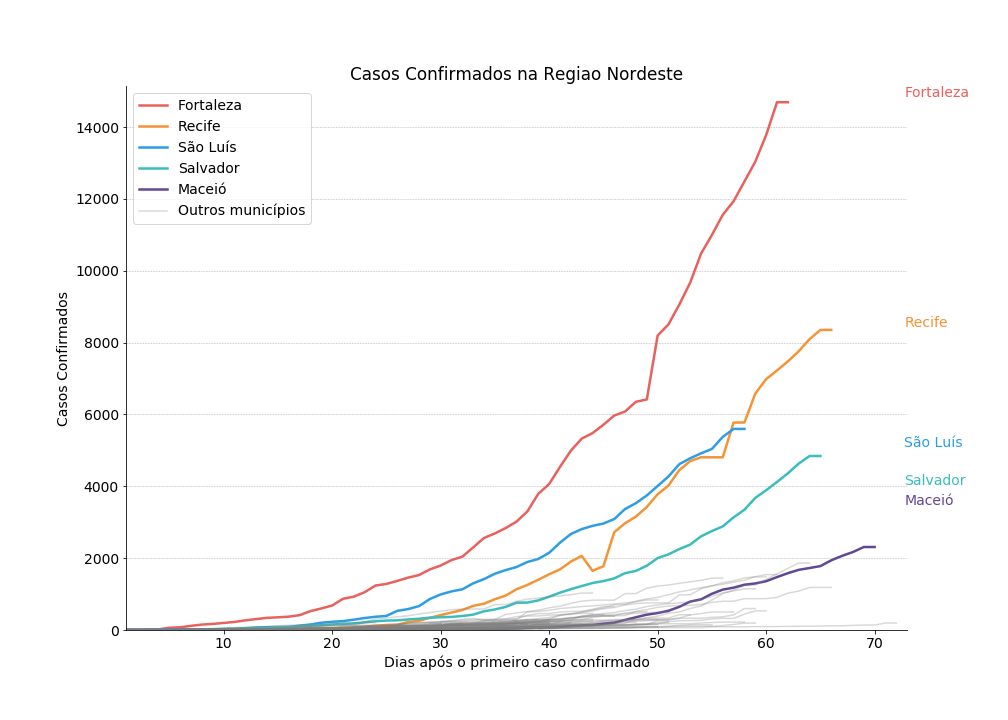 Casos Confirmados na Regiao Nordeste
Fortaleza
Recife
São Luís
Salvador
Maceió
Outros municípios
Casos Confirmados
14000
12000
10000
8000
6000
4000
2000
0
10
20
30
40
50
60
70
Dias após o primeiro caso confirmado
Fortaleza
Recife
São Luís
Salvador
Maceió